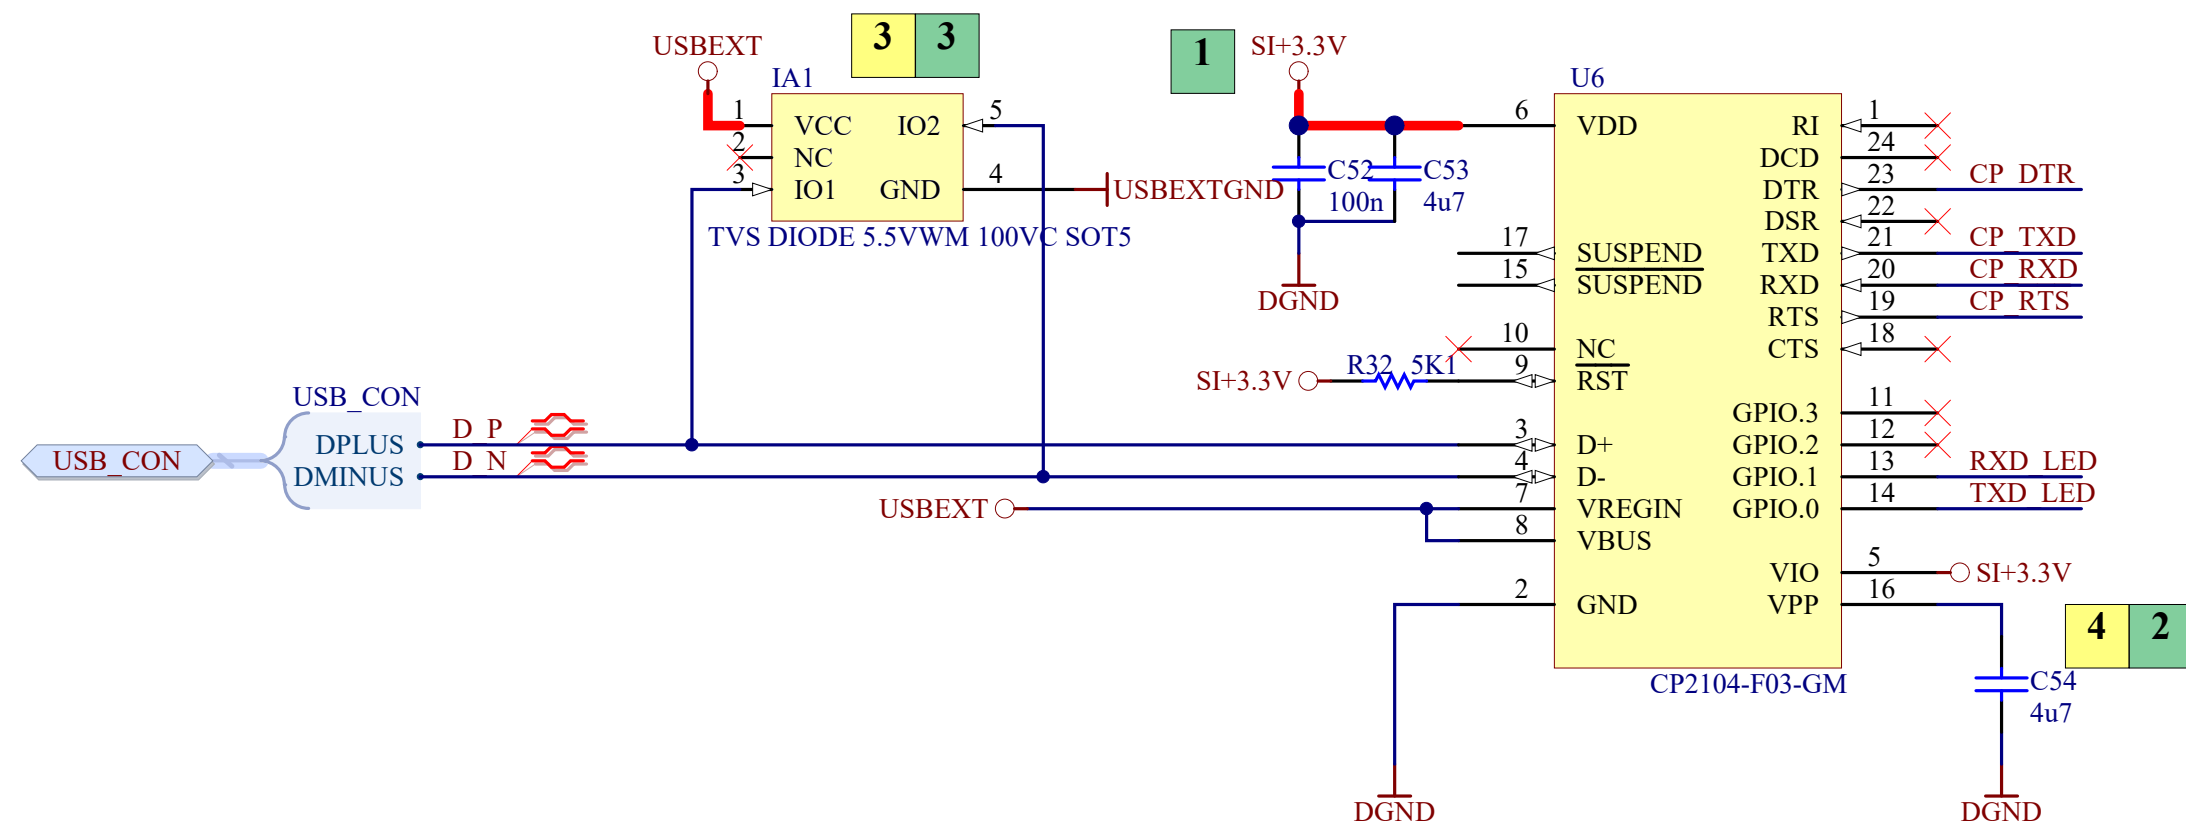 3 3
1
USBEXT
SI+3.3V
IA1
U6
1 VCC IO2 5
2 NC
3 IO1 GND 4
USBEXTGND
TVS DIODE 5.5VWM 100VC SOT5
C52
100n
C53
4u7
DGND
6 VDD
17 SUSPEND
15 SUSPEND
10 NC
SI+3.3V R32 5K1 9 RST
3 D+
4 D-
USBEXT 7 VREGIN
8 VBUS
2 GND
DGND
RI 1
DCD 24
DTR 23 CP_DTR
DSR 22
TXD 21 CP_TXD
RXD 20 CP_RXD
RTS 19 CP_RTS
CTS 18
GPIO.3 11
GPIO.2 12
GPIO.1 13 RXD_LED
GPIO.0 14 TXD_LED
VIO 5 SI+3.3V
VPP 16
4 2
C54
4u7
DGND
CP2104-F03-GM
USB_CON
USB_CON
DPLUS D_P
DMINUS D_N